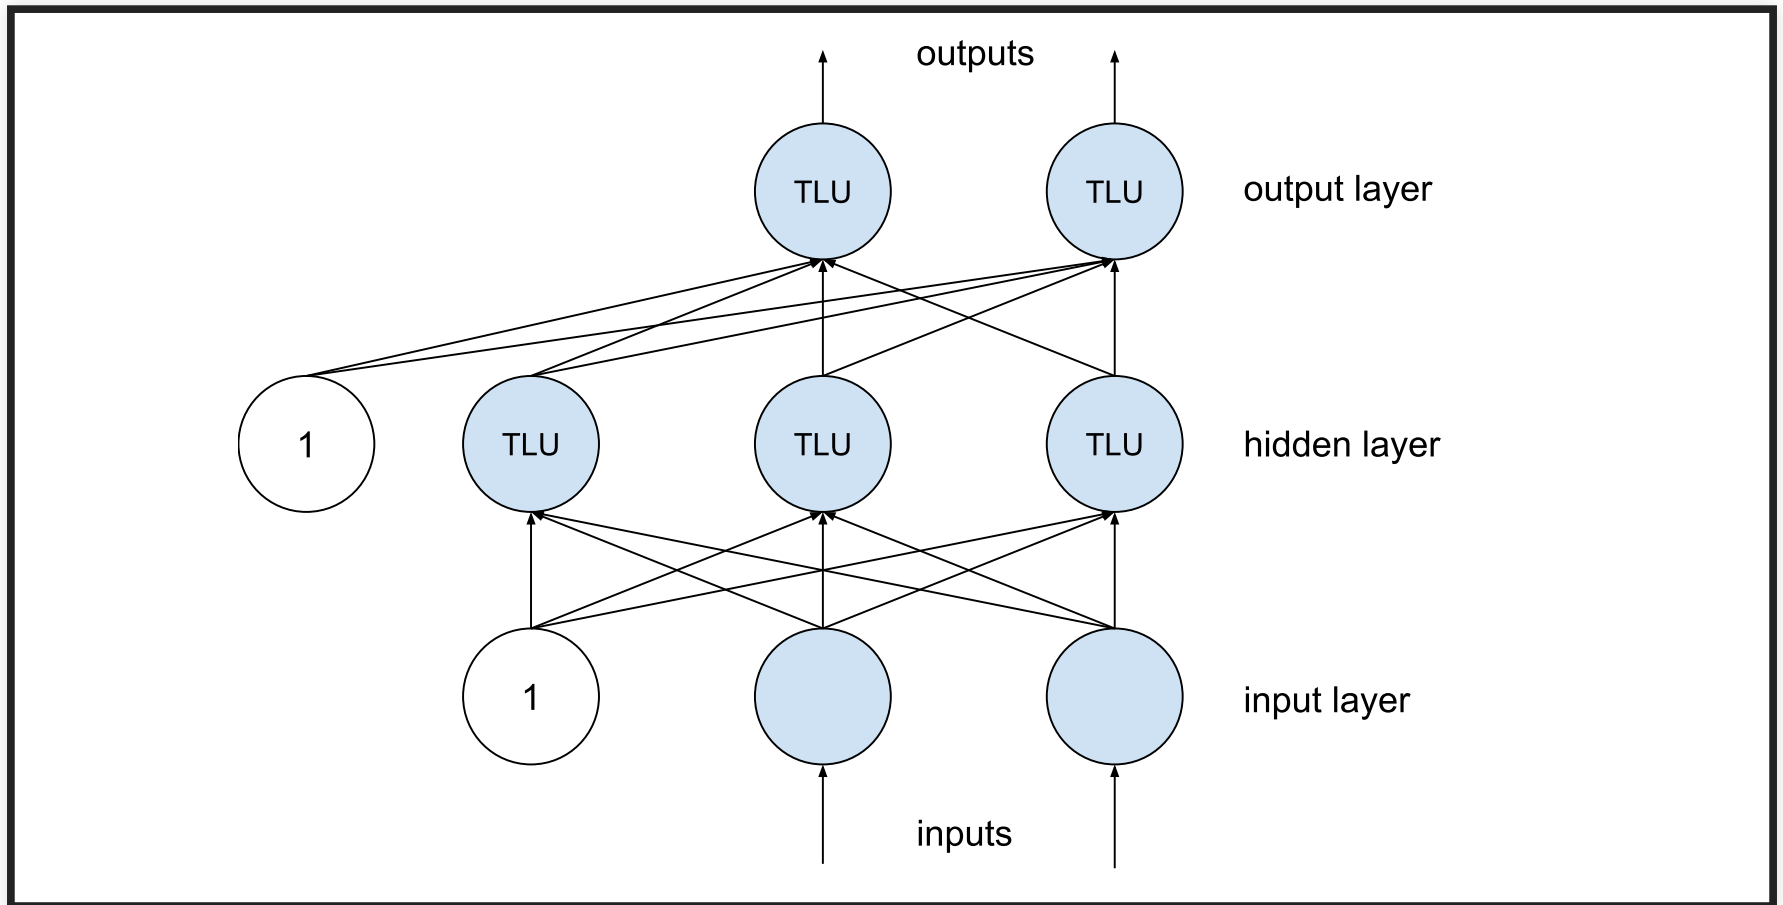 outputs
TLU TLU output layer
1 TLU TLU TLU hidden layer
1 input layer
inputs